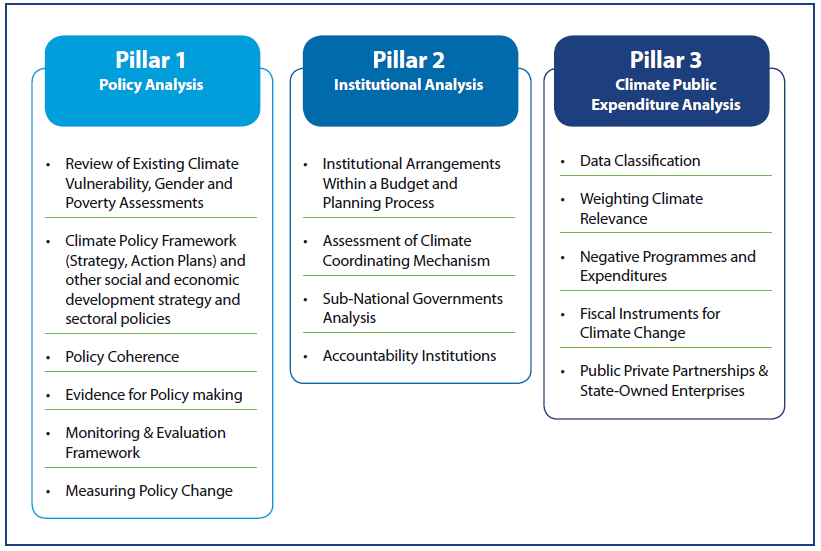 Pillar 1
Policy Analysis
• Review of Existing Climate
Vulnerability, Gender and
Poverty Assessments
• Climate Policy Framework
(Strategy, Action Plans) and
other social and economic
development strategy and
sectoral policies
• Policy Coherence
• Evidence for Policy making
• Monitoring & Evaluation
Framework
• Measuring Policy Change
Pillar 2
Institutional Analysis
• Institutional Arrangements
Within a Budget and
Planning Process
• Assessment of Climate
Coordinating Mechanism
• Sub-National Governments
Analysis
• Accountability Institutions
Pillar 3
Climate Public
Expenditure Analysis
• Data Classification
• Weighting Climate
Relevance
• Negative Programmes and
Expenditures
• Fiscal Instruments for
Climate Change
• Public Private Partnerships &
State-Owned Enterprises